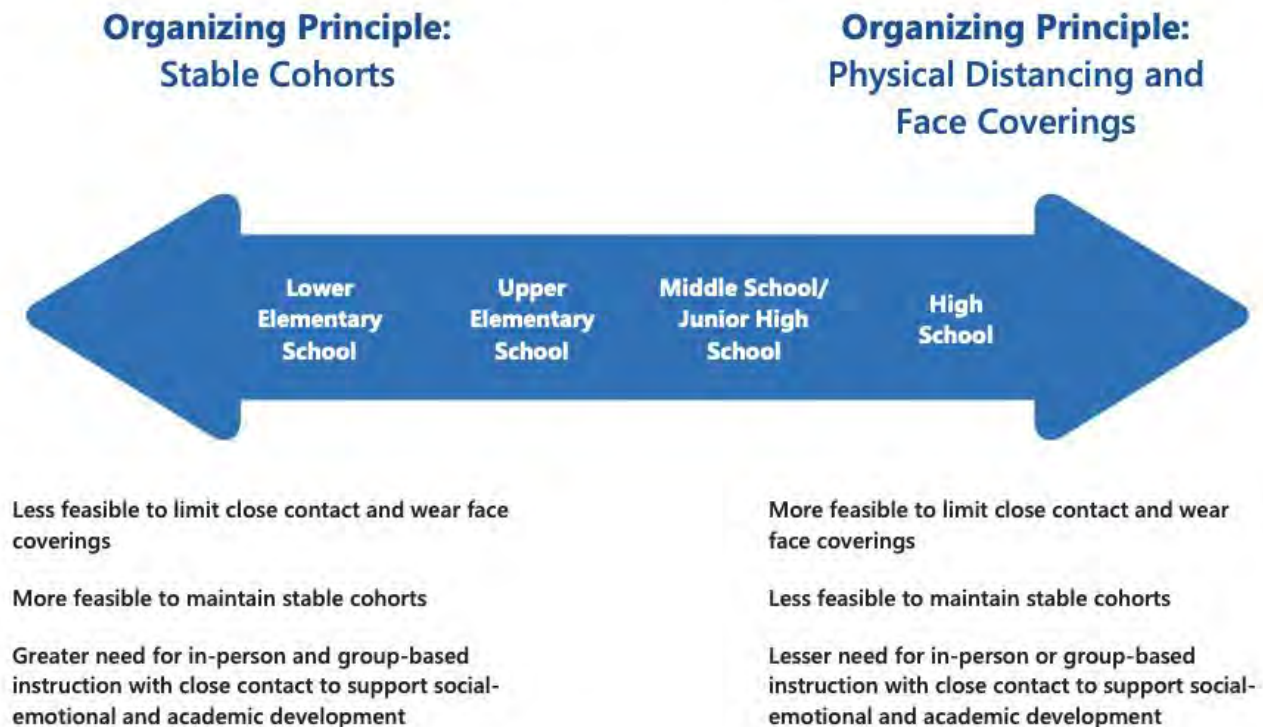 Organizing Principle:
Stable Cohorts
Organizing Principle:
Physical Distancing and
Face Coverings
Lower
Elementary
School
Upper
Elementary
School
Middle School/
Junior High
School
High
School
Less feasible to limit close contact and wear face
coverings
More feasible to maintain stable cohorts
Greater need for in-person and group-based
instruction with close contact to support social-
emotional and academic development
More feasible to limit close contact and wear
face coverings
Less feasible to maintain stable cohorts
Lesser need for in-person or group-based
instruction with close contact to support social-
emotional and academic development